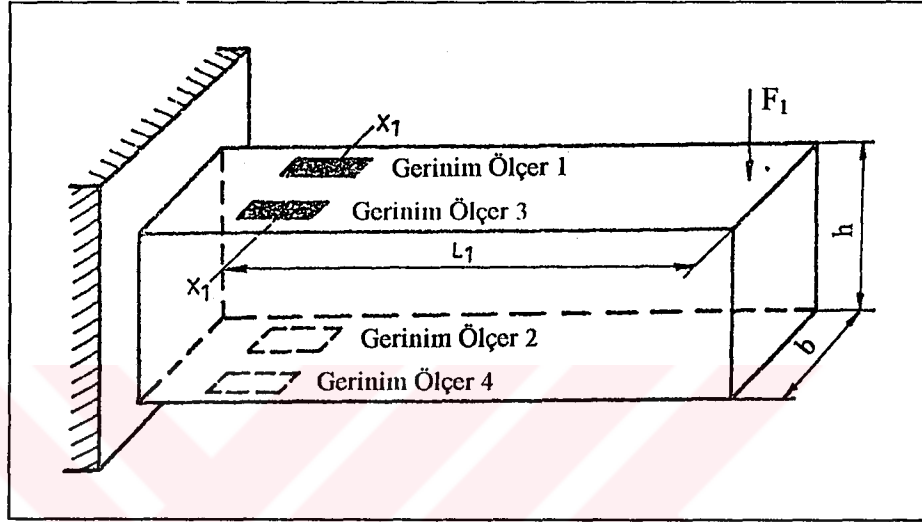 X₁
F₁
Gerinim Ölçer 1
Gerinim Ölçer 3
L₁
X₁
h
Gerinim Ölçer 2
b
Gerinim Ölçer 4